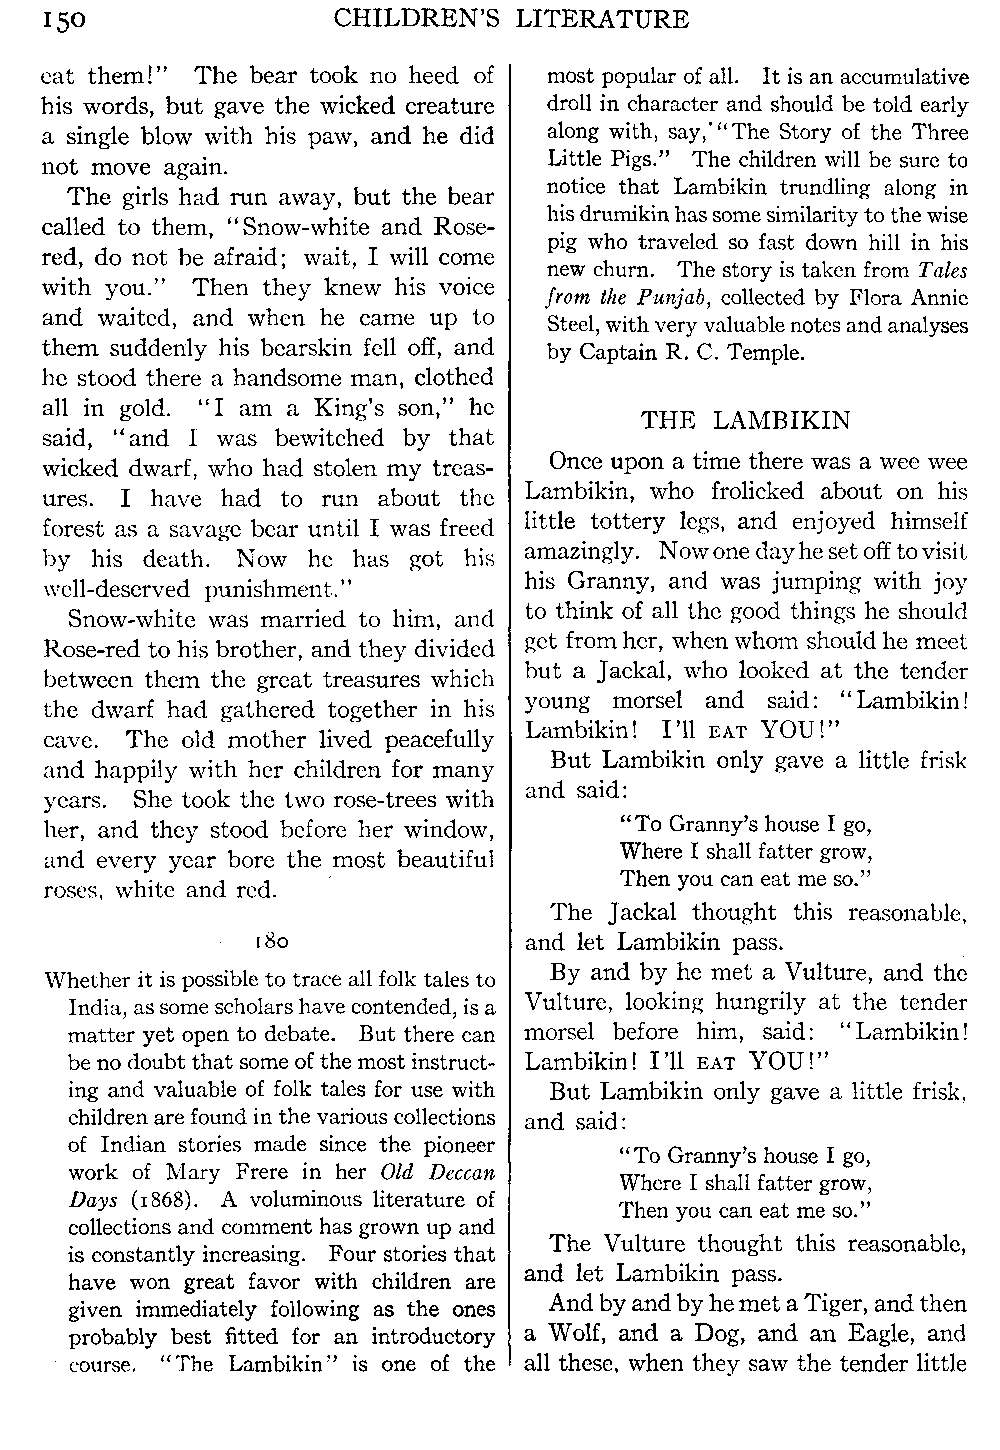 150 CHILDREN'S LITERATURE
eat them!" The bear took no heed of
his words, but gave the wicked creature
a single blow with his paw, and he did
not move again.
The girls had run away, but the bear
called to them, "Snow-white and Rose-
red, do not be afraid; wait, I will come
with you." Then they knew his voice
and waited, and when he came up to
them suddenly his bearskin fell off, and
he stood there a handsome man, clothed
all in gold. "I am a King's son," he
said, "and I was bewitched by that
wicked dwarf, who had stolen my treas-
ures. I have had to run about the
forest as a savage bear until I was freed
by his death. Now he has got his
well-deserved punishment."
Snow-white was married to him, and
Rose-red to his brother, and they divided
between them the great treasures which
the dwarf had gathered together in his
cave. The old mother lived peacefully
and happily with her children for many
years. She took the two rose-trees with
her, and they stood before her window,
and every year bore the most beautiful
roses, white and red.
180
Whether it is possible to trace all folk tales to
India, as some scholars have contended, is a
matter yet open to debate. But there can
be no doubt that some of the most instruct-
ing and valuable of folk tales for use with
children are found in the various collections
of Indian stories made since the pioneer
work of Mary Frere in her Old Deccan
Days (1868). A voluminous literature of
collections and comment has grown up and
is constantly increasing. Four stories that
have won great favor with children are
given immediately following as the ones
probably best fitted for an introductory
course. "The Lambikin" is one of the
most popular of all. It is an accumulative
droll in character and should be told early
along with, say, "The Story of the Three
Little Pigs." The children will be sure to
notice that Lambikin trundling along in
his drumikin has some similarity to the wise
pig who traveled so fast down hill in his
new churn. The story is taken from Tales
from the Punjab, collected by Flora Annie
Steel, with very valuable notes and analyses
by Captain R. C. Temple.
THE LAMBIKIN
Once upon a time there was a wee wee
Lambikin, who frolicked about on his
little tottery legs, and enjoyed himself
amazingly. Now one day he set off to visit
his Granny, and was jumping with joy
to think of all the good things he should
get from her, when whom should he meet
but a Jackal, who looked at the tender
young morsel and said: "Lambikin!
Lambikin! I'll EAT YOU!"
But Lambikin only gave a little frisk
and said:
"To Granny's house I go,
Where I shall fatter grow,
Then you can eat me so."
The Jackal thought this reasonable,
and let Lambikin pass.
By and by he met a Vulture, and the
Vulture, looking hungrily at the tender
morsel before him, said: "Lambikin!
Lambikin! I'll EAT YOU!"
But Lambikin only gave a little frisk,
and said:
"To Granny's house I go,
Where I shall fatter grow,
Then you can eat me so."
The Vulture thought this reasonable,
and let Lambikin pass.
And by and by he met a Tiger, and then
a Wolf, and a Dog, and an Eagle, and
all these, when they saw the tender little